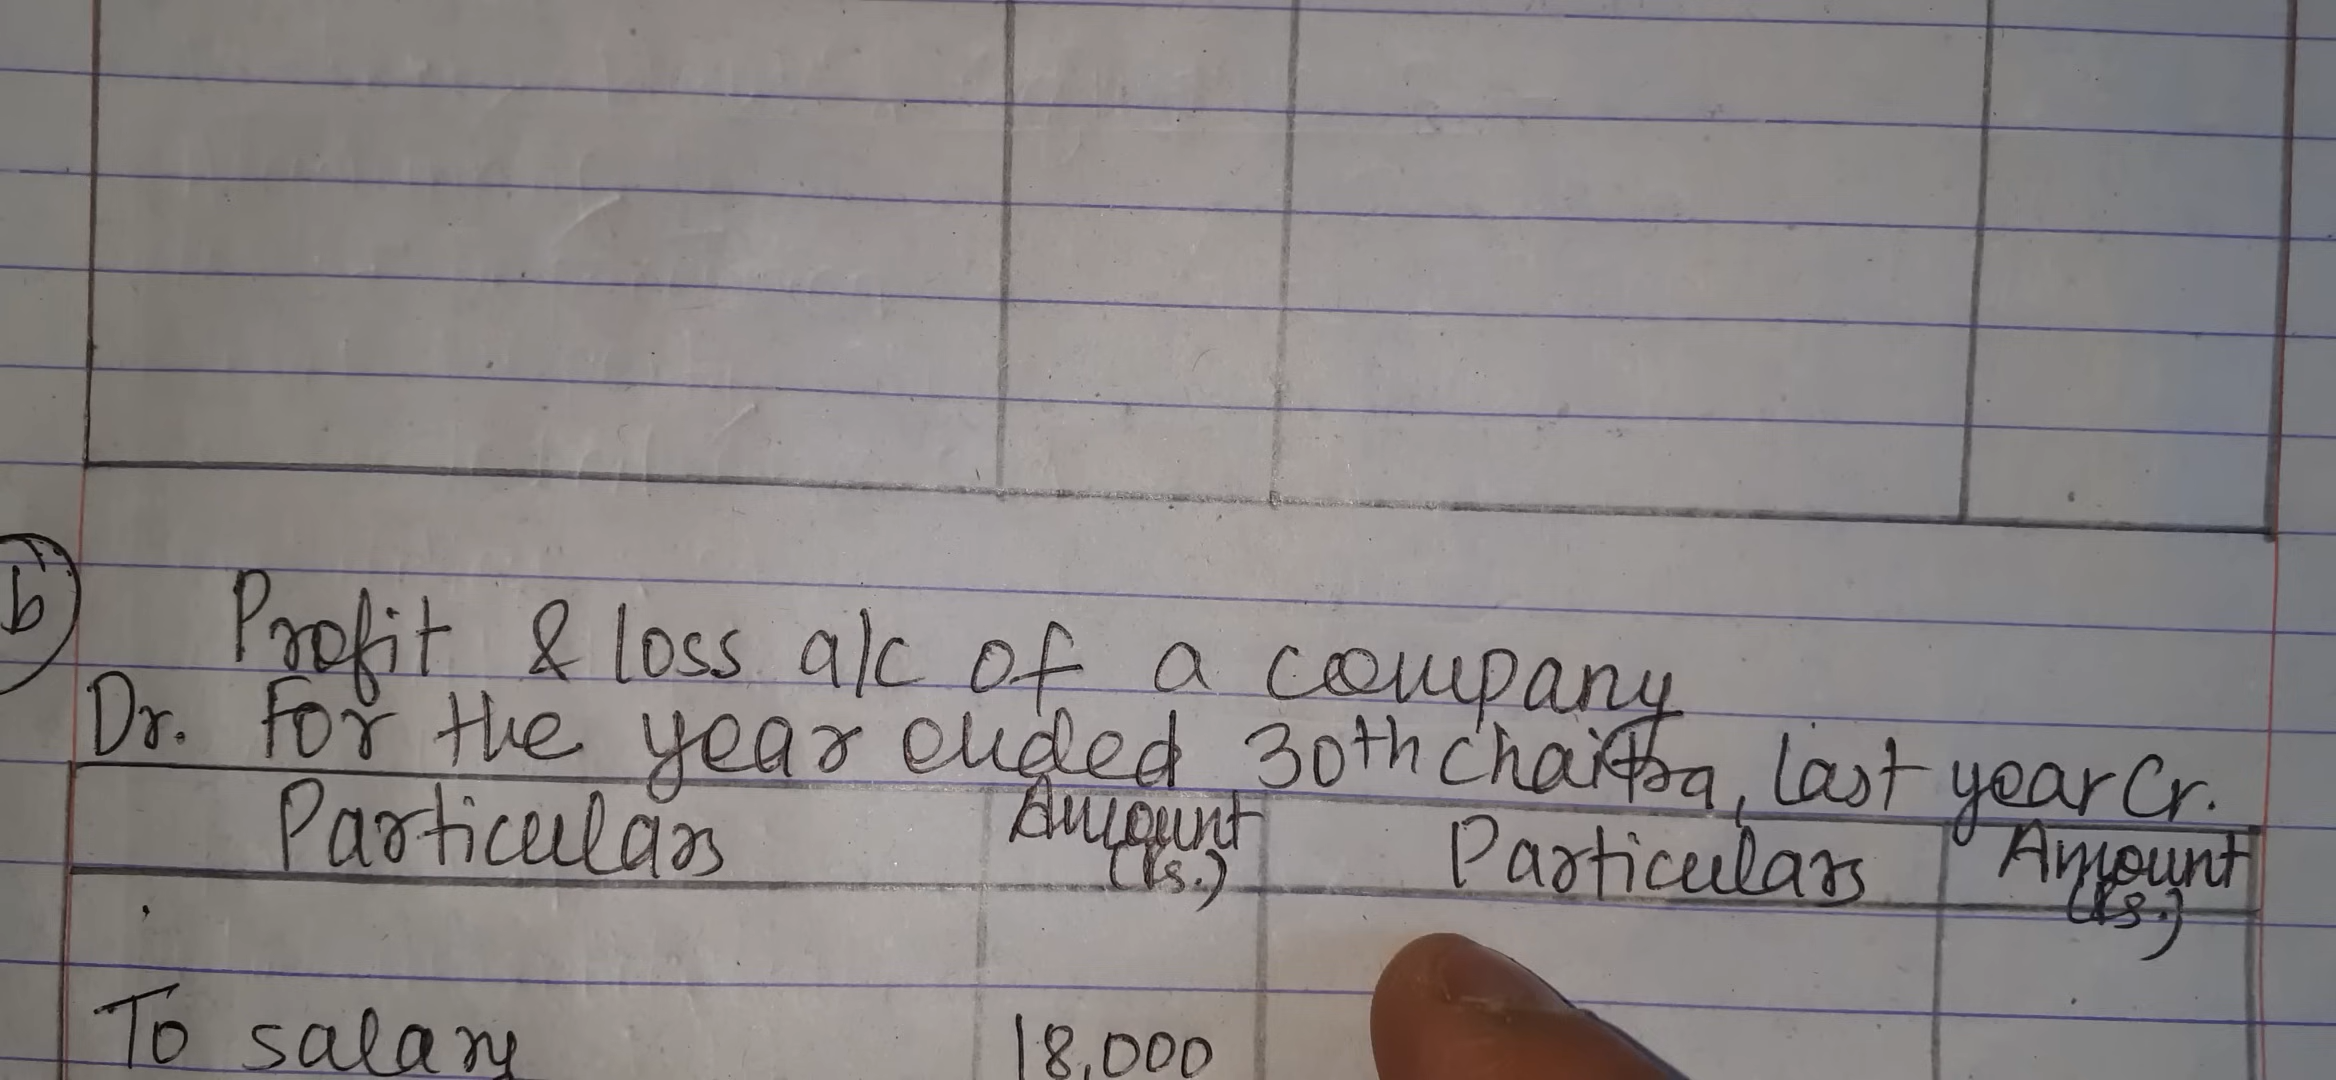 b
Profit & loss a/c of a company
Dr. For the year ended 30th chaitra, last year Cr.
Particulars Amount (Rs.) Particulars Amount (Rs.)
To salary 18,000